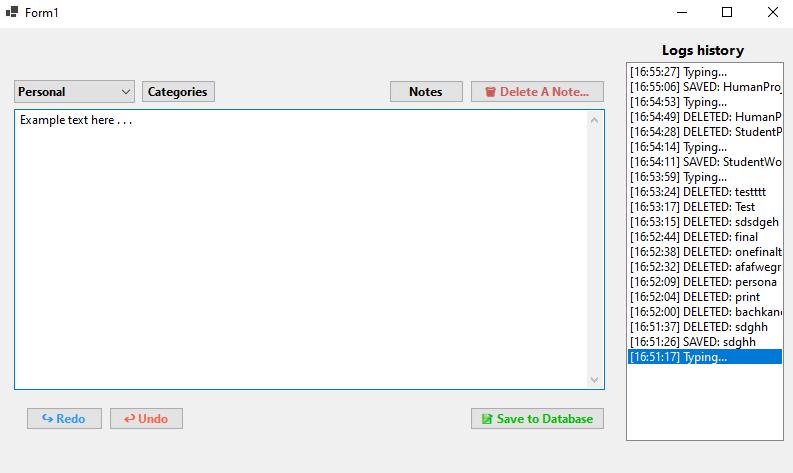 Form1
Logs history
Personal
Categories
Notes
Delete A Note...
Example text here . . .
[16:55:27] Typing...
[16:55:06] SAVED: HumanProj
[16:54:53] Typing...
[16:54:49] DELETED: HumanP
[16:54:28] DELETED: StudentP
[16:54:14] Typing...
[16:54:11] SAVED: StudentWo
[16:53:59] Typing...
[16:53:24] DELETED: testttt
[16:53:17] DELETED: Test
[16:53:15] DELETED: sdsdgeh
[16:52:44] DELETED: final
[16:52:38] DELETED: onefinalt
[16:52:32] DELETED: afafwegr
[16:52:09] DELETED: persona
[16:52:04] DELETED: print
[16:52:00] DELETED: bachkand
[16:51:37] DELETED: sdghh
[16:51:26] SAVED: sdghh
[16:51:17] Typing...
Redo
Undo
Save to Database